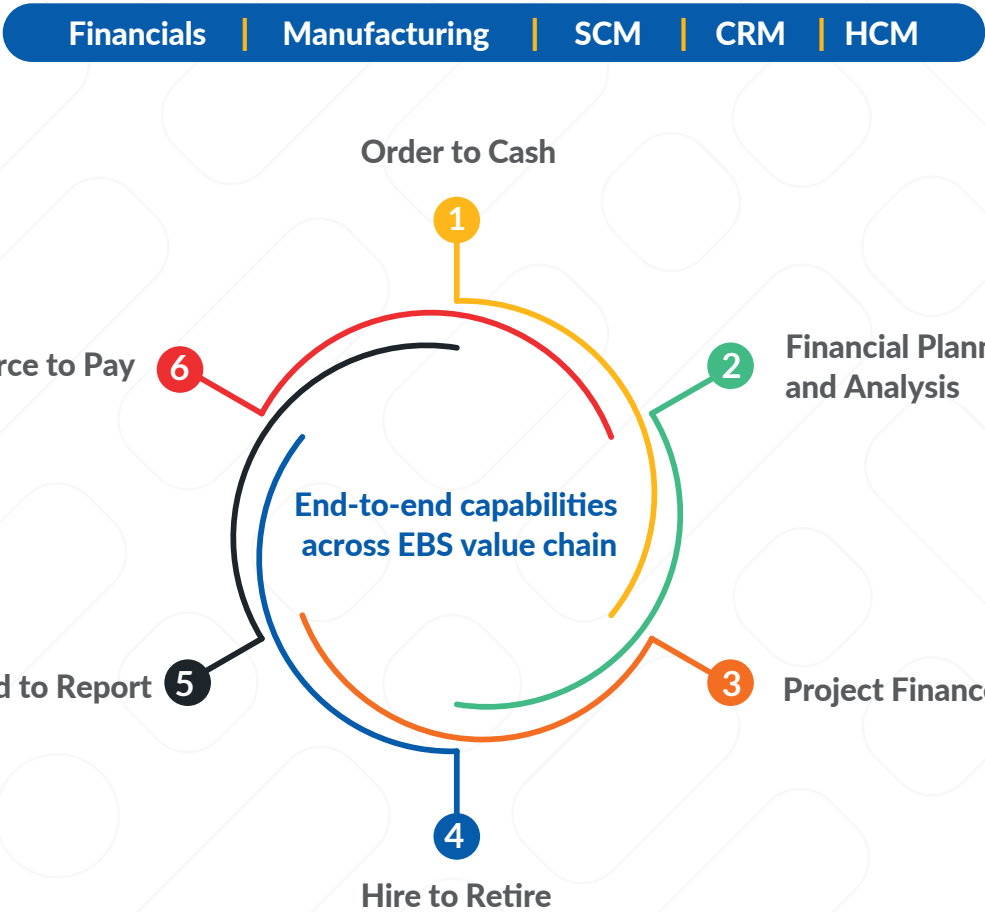 Financials | Manufacturing | SCM | CRM | HCM
Order to Cash
1
2
Financial Plann
and Analysis
3
Project Finance
4
Hire to Retire
5
d to Report
6
rce to Pay
End-to-end capabilities
across EBS value chain